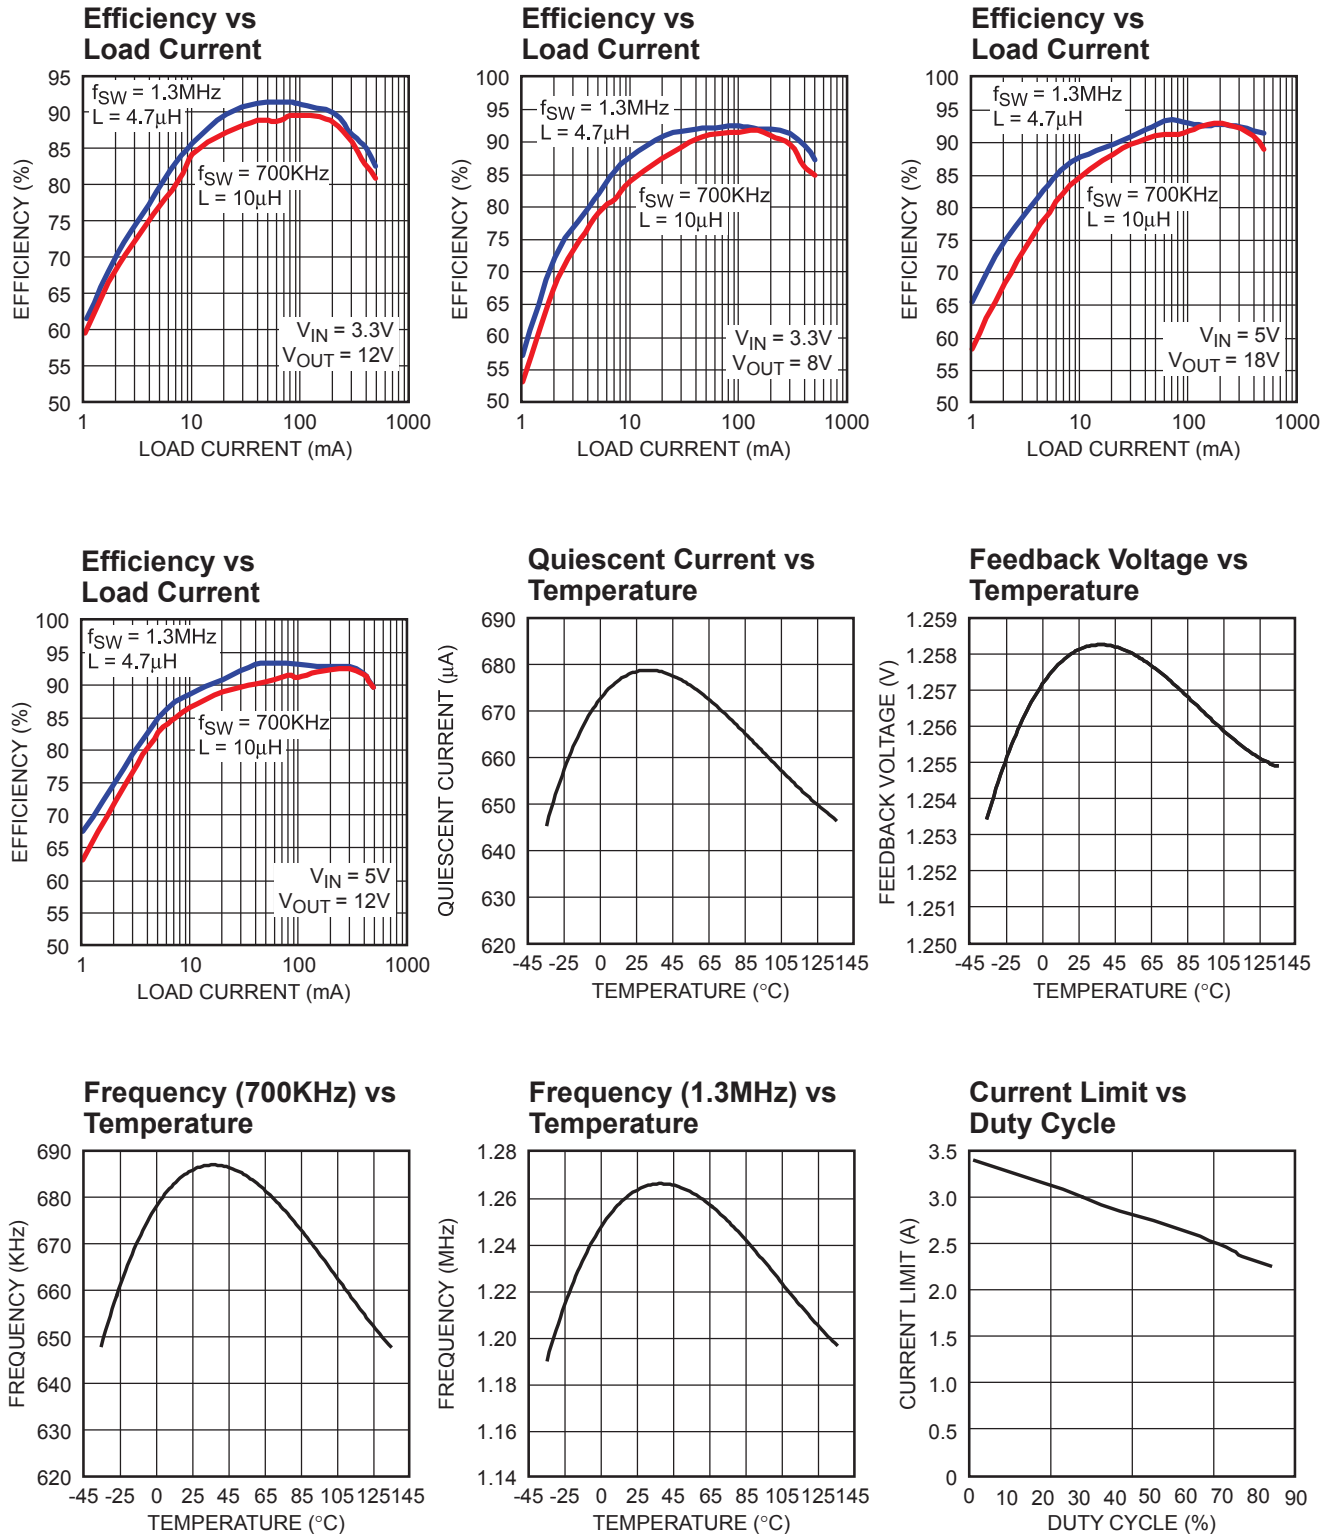 Efficiency vs
Load Current
95
90
85
80
75
70
65
60
55
50
EFFICIENCY (%)
fSW = 1.3MHz
L = 4.7µH
fSW = 700KHz
L = 10µH
VIN = 3.3V
VOUT = 12V
1 10 100 1000
LOAD CURRENT (mA)
Efficiency vs
Load Current
100
95
90
85
80
75
70
65
60
55
50
EFFICIENCY (%)
fSW = 1.3MHz
L = 4.7µH
fSW = 700KHz
L = 10µH
VIN = 3.3V
VOUT = 8V
1 10 100 1000
LOAD CURRENT (mA)
Efficiency vs
Load Current
100
95
90
85
80
75
70
65
60
55
50
EFFICIENCY (%)
fSW = 1.3MHz
L = 4.7µH
fSW = 700KHz
L = 10µH
VIN = 5V
VOUT = 18V
1 10 100 1000
LOAD CURRENT (mA)
Efficiency vs
Load Current
100
95
90
85
80
75
70
65
60
55
50
EFFICIENCY (%)
fSW = 1.3MHz
L = 4.7µH
fSW = 700KHz
L = 10µH
VIN = 5V
VOUT = 12V
1 10 100 1000
LOAD CURRENT (mA)
Quiescent Current vs
Temperature
690
680
670
660
650
640
630
620
QUIESCENT CURRENT (µA)
-45 -25 0 25 45 65 85 105 125 145
TEMPERATURE (°C)
Feedback Voltage vs
Temperature
1.259
1.258
1.257
1.256
1.255
1.254
1.253
1.252
1.251
1.250
FEEDBACK VOLTAGE (V)
-45 -25 0 25 45 65 85 105 125 145
TEMPERATURE (°C)
Frequency (700KHz) vs
Temperature
690
680
670
660
650
640
630
620
FREQUENCY (KHz)
-45 -25 0 25 45 65 85 105 125 145
TEMPERATURE (°C)
Frequency (1.3MHz) vs
Temperature
1.28
1.26
1.24
1.22
1.20
1.18
1.16
1.14
FREQUENCY (MHz)
-45 -25 0 25 45 65 85 105 125 145
TEMPERATURE (°C)
Current Limit vs
Duty Cycle
3.5
3.0
2.5
2.0
1.5
1.0
0.5
0
CURRENT LIMIT (A)
0 10 20 30 40 50 60 70 80 90
DUTY CYCLE (%)